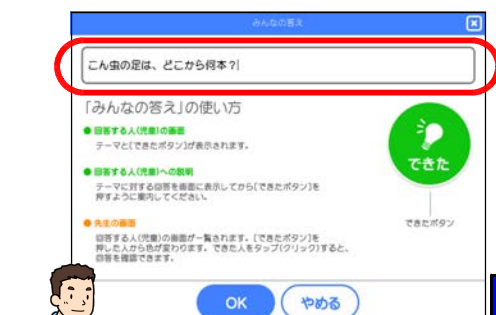 みんなの答え
こん虫の足は、どこから何本？
「みんなの答え」の使い方
● 回答する人(児童)の画面
テーマと[できたボタン]が表示されます。
● 回答する人(児童)への説明
テーマに対する回答を画面に表示してから[できたボタン]を
押すように案内してください。
● 先生の画面
回答する人(児童)の画面が一覧されます。[できたボタン]を
押した人から色が変わります。できた人をタップ(クリック)すると、
回答を確認できます。
できた
できたボタン
OK
やめる